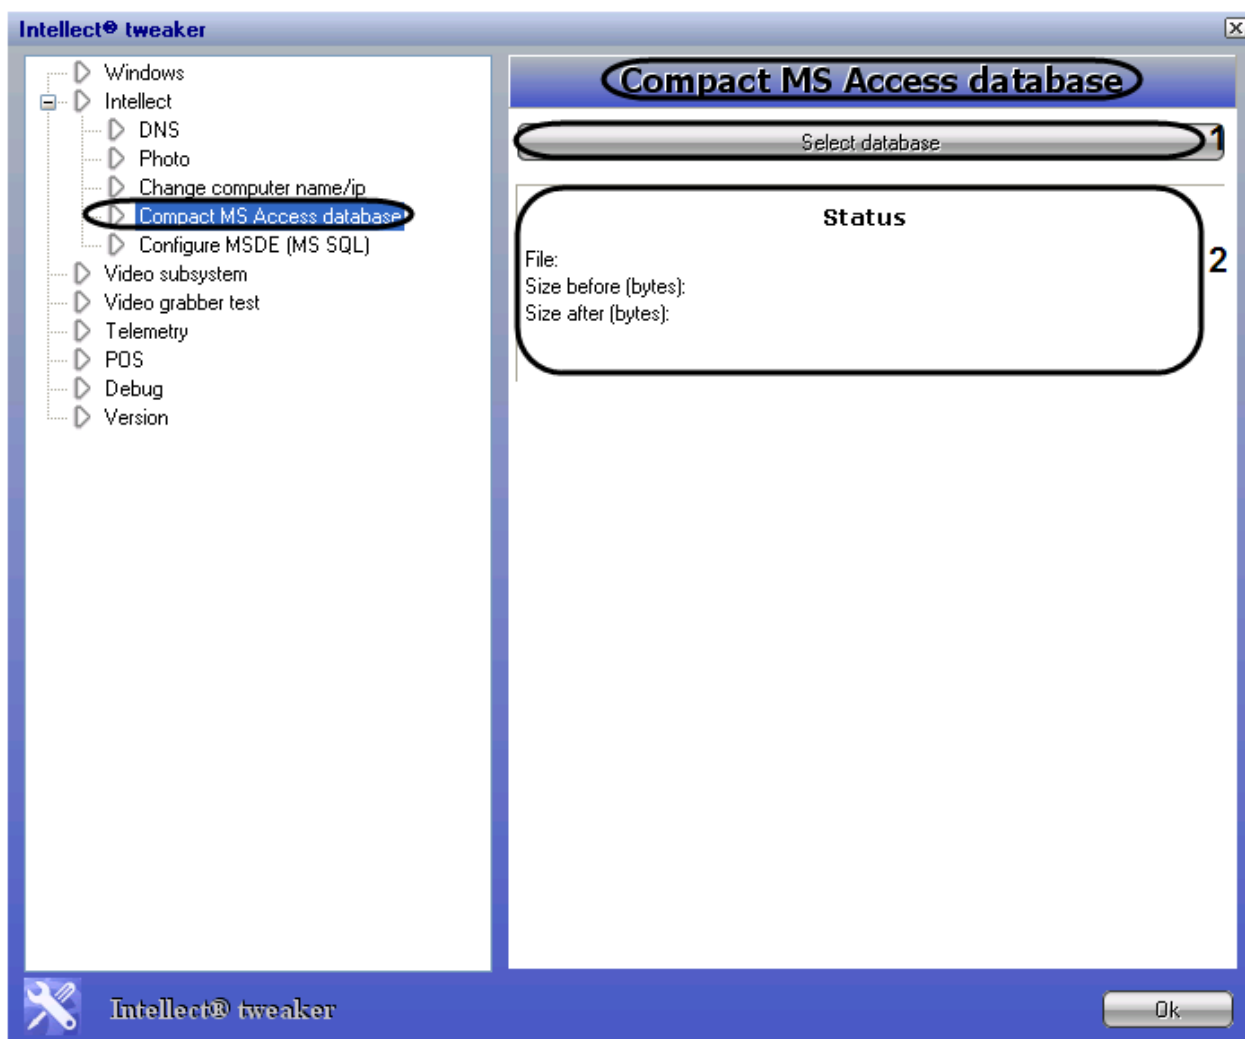 Intellect® tweaker
Windows
Intellect
DNS
Photo
Change computer name/ip
Compact MS Access database
Configure MSDE (MS SQL)
Video subsystem
Video grabber test
Telemetry
POS
Debug
Version
Compact MS Access database
Select database
1
Status
File:
Size before (bytes):
Size after (bytes):
2
Intellect® tweaker
Ok